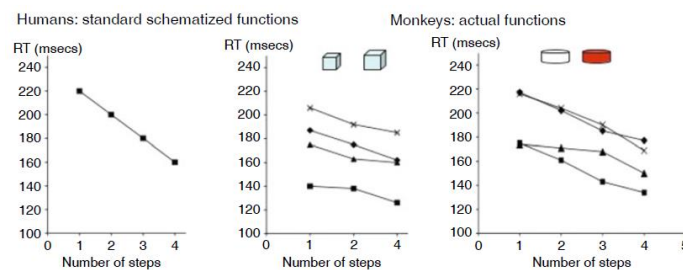 Humans: standard schematized functions
Monkeys: actual functions
RT (msecs)
240
220
200
180
160
140
120
100
0 1 2 3 4
Number of steps
RT (msecs)
240
220
200
180
160
140
120
100
0 1 2 3 4
Number of steps
RT (msecs)
240
220
200
180
160
140
120
100
0 1 2 3 4
Number of steps